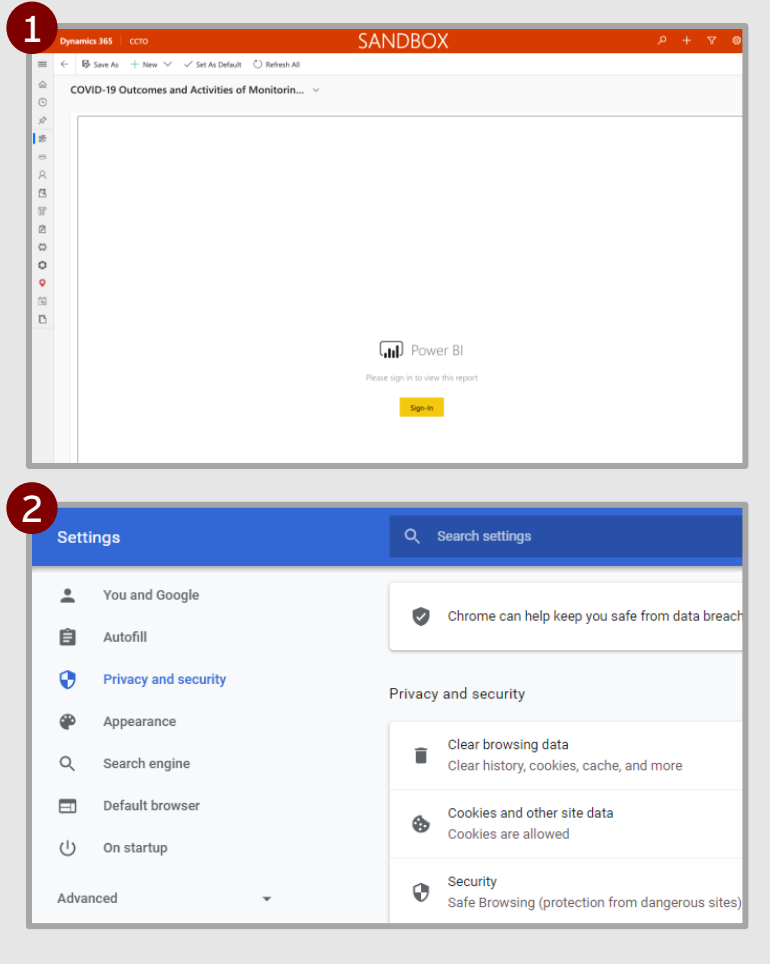 1
Dynamics 365 CCTO SANDBOX
Save As New Set As Default Refresh All
COVID-19 Outcomes and Activities of Monitorin...
Power BI
Please sign in to view this report
Sign-In
2
Settings
Search settings
You and Google
Autofill
Privacy and security
Appearance
Search engine
Default browser
On startup
Advanced
Chrome can help keep you safe from data breach
Privacy and security
Clear browsing data
Clear history, cookies, cache, and more
Cookies and other site data
Cookies are allowed
Security
Safe Browsing (protection from dangerous sites)